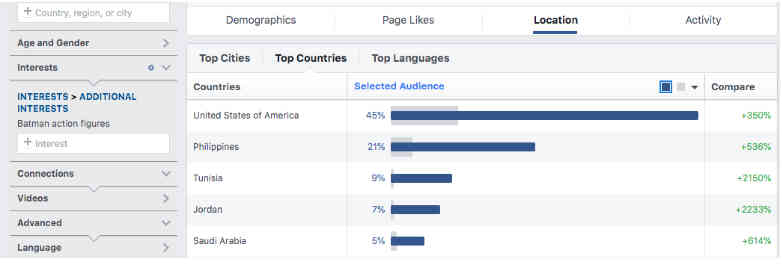 + Country, region, or city
Age and Gender
Interests
INTERESTS > ADDITIONAL
INTERESTS
Batman action figures
+ Interest
Connections
Videos
Advanced
Language
Demographics Page Likes Location Activity
Top Cities Top Countries Top Languages
Countries Selected Audience Compare
United States of America 45% +350%
Philippines 21% +536%
Tunisia 9% +2150%
Jordan 7% +2233%
Saudi Arabia 5% +614%